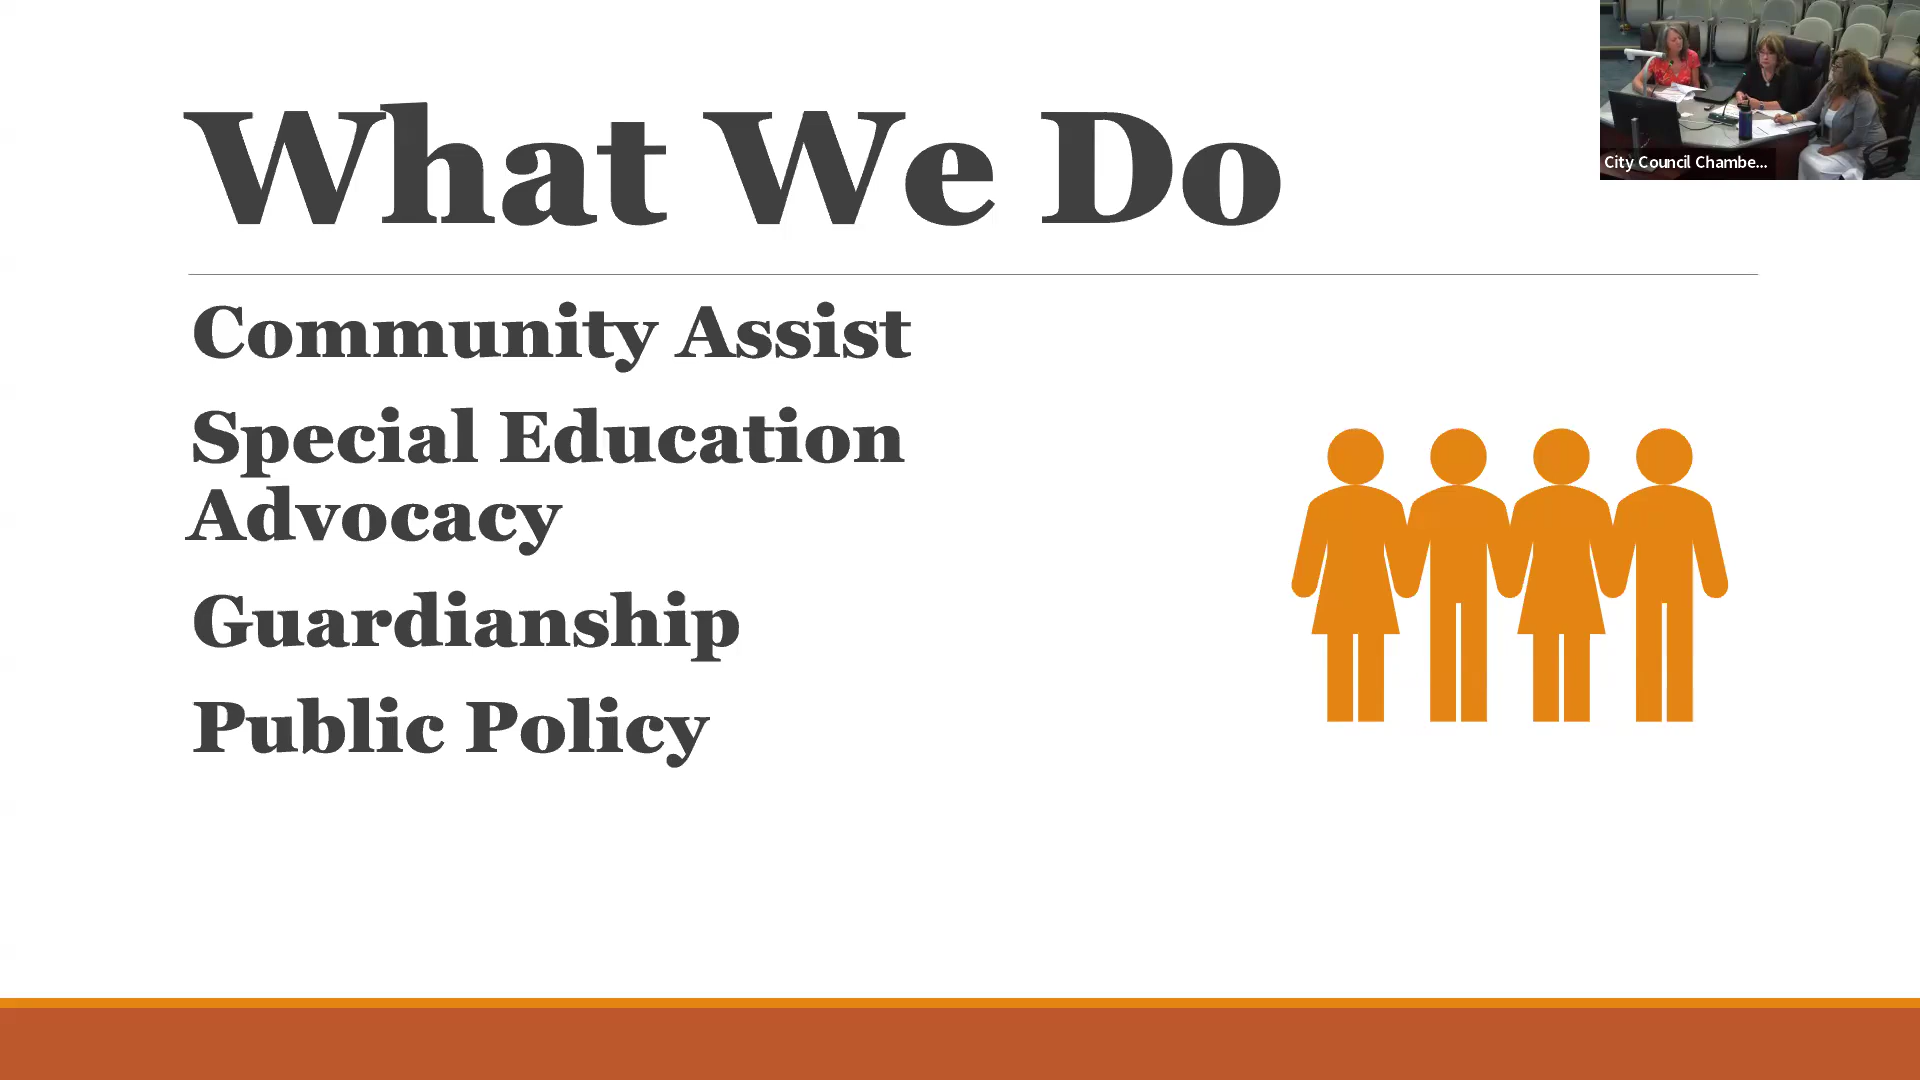 What We Do
City Council Chambe...
Community Assist
Special Education
Advocacy
Guardianship
Public Policy